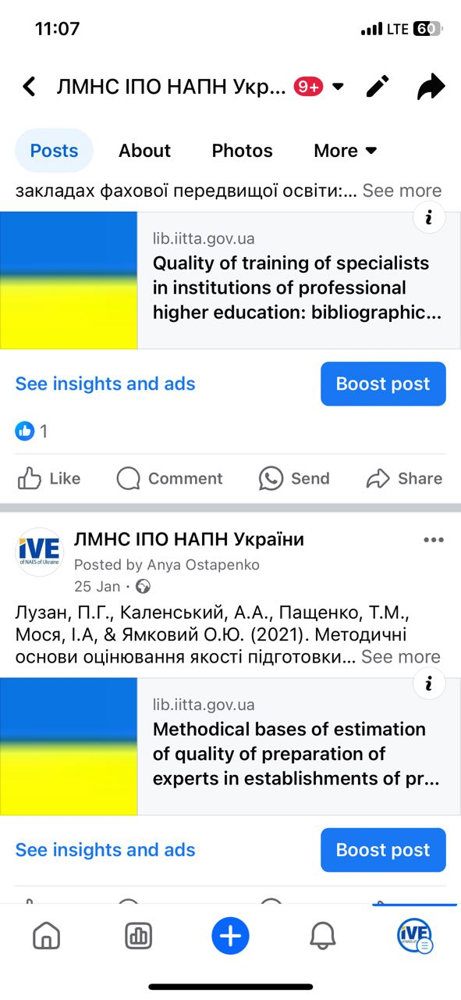 11:07
LTE 60
ЛМНС ІПО НАПН Укр... 9+
Posts About Photos More
закладах фахової передвищої освіти:... See more
lib.iitta.gov.ua
Quality of training of specialists
in institutions of professional
higher education: bibliographic...
See insights and ads Boost post
1
Like Comment Send Share
iVE
of NAES of Ukraine
ЛМНС ІПО НАПН України
Posted by Anya Ostapenko
25 Jan ·
Лузан, П.Г., Каленський, А.А., Пащенко, Т.М.,
Мося, І.А, & Ямковий О.Ю. (2021). Методичні
основи оцінювання якості підготовки... See more
lib.iitta.gov.ua
Methodical bases of estimation
of quality of preparation of
experts in establishments of pr...
See insights and ads Boost post
iVE